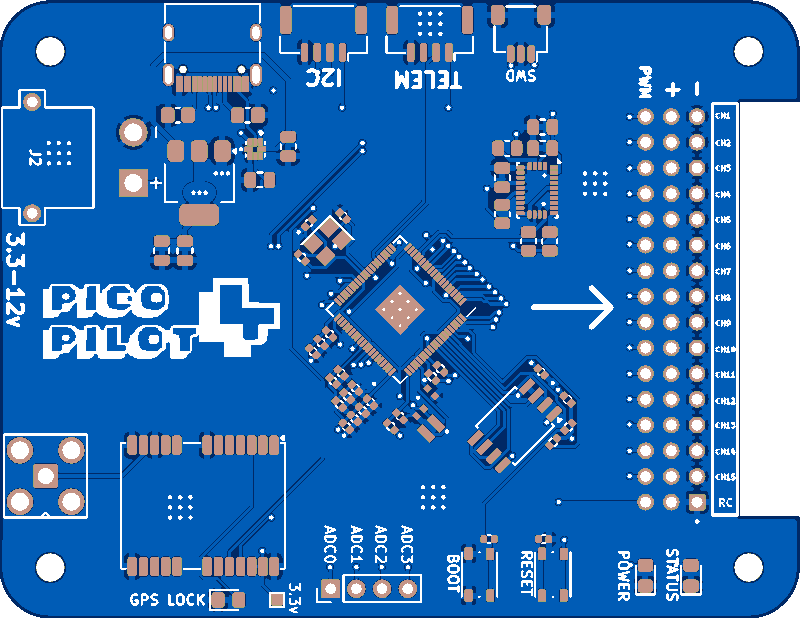 I2C
TELEM
SWD
PWM
+
-
J2
-
+
3.3-12v
PICO
PILOT
CH1
CH2
CH3
CH4
CH5
CH6
CH7
CH8
CH9
CH10
CH11
CH12
CH13
CH14
CH15
RC
ADC0
ADC1
ADC2
ADC3
BOOT
RESET
POWER
STATUS
GPS LOCK
3.3v